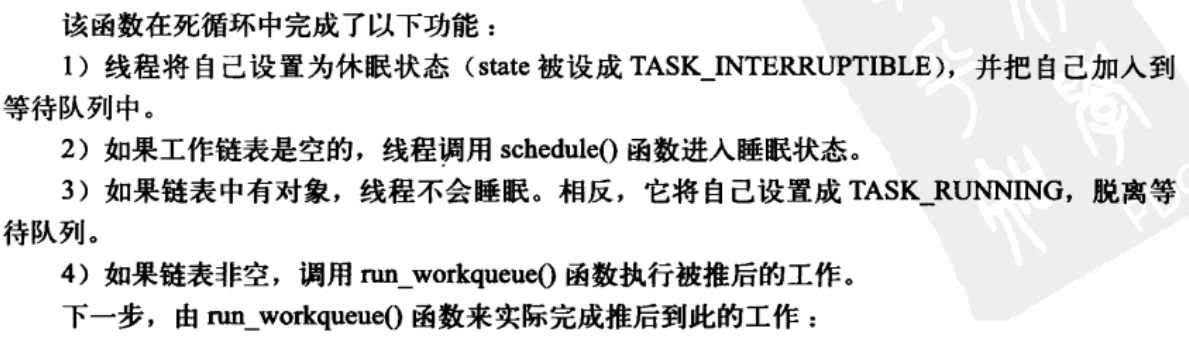 该函数在死循环中完成了以下功能：
1）线程将自己设置为休眠状态（state 被设成 TASK_INTERRUPTIBLE），并把自己加入到
等待队列中。
2）如果工作链表是空的，线程调用 schedule() 函数进入睡眠状态。
3）如果链表中有对象，线程不会睡眠。相反，它将自己设置成 TASK_RUNNING，脱离等
待队列。
4）如果链表非空，调用 run_workqueue() 函数执行被推后的工作。
下一步，由 run_workqueue() 函数来实际完成推后到此的工作：